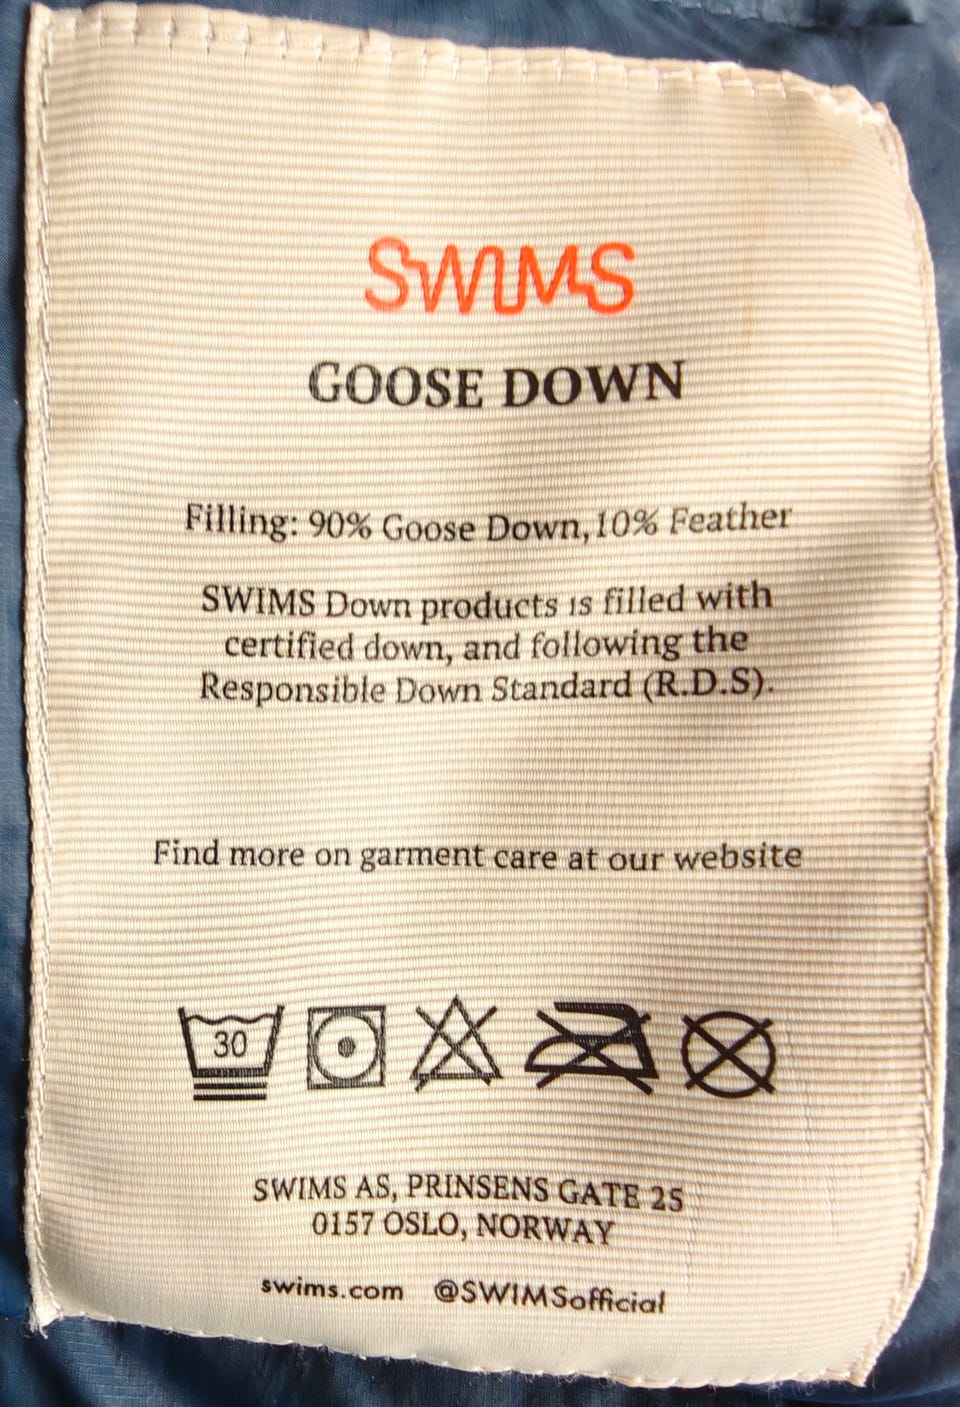 SWIMS
GOOSE DOWN
Filling: 90% Goose Down, 10% Feather
SWIMS Down products is filled with
certified down, and following the
Responsible Down Standard (R.D.S).
Find more on garment care at our website
30
SWIMS AS, PRINSENS GATE 25
0157 OSLO, NORWAY
swims.com @SWIMSofficial